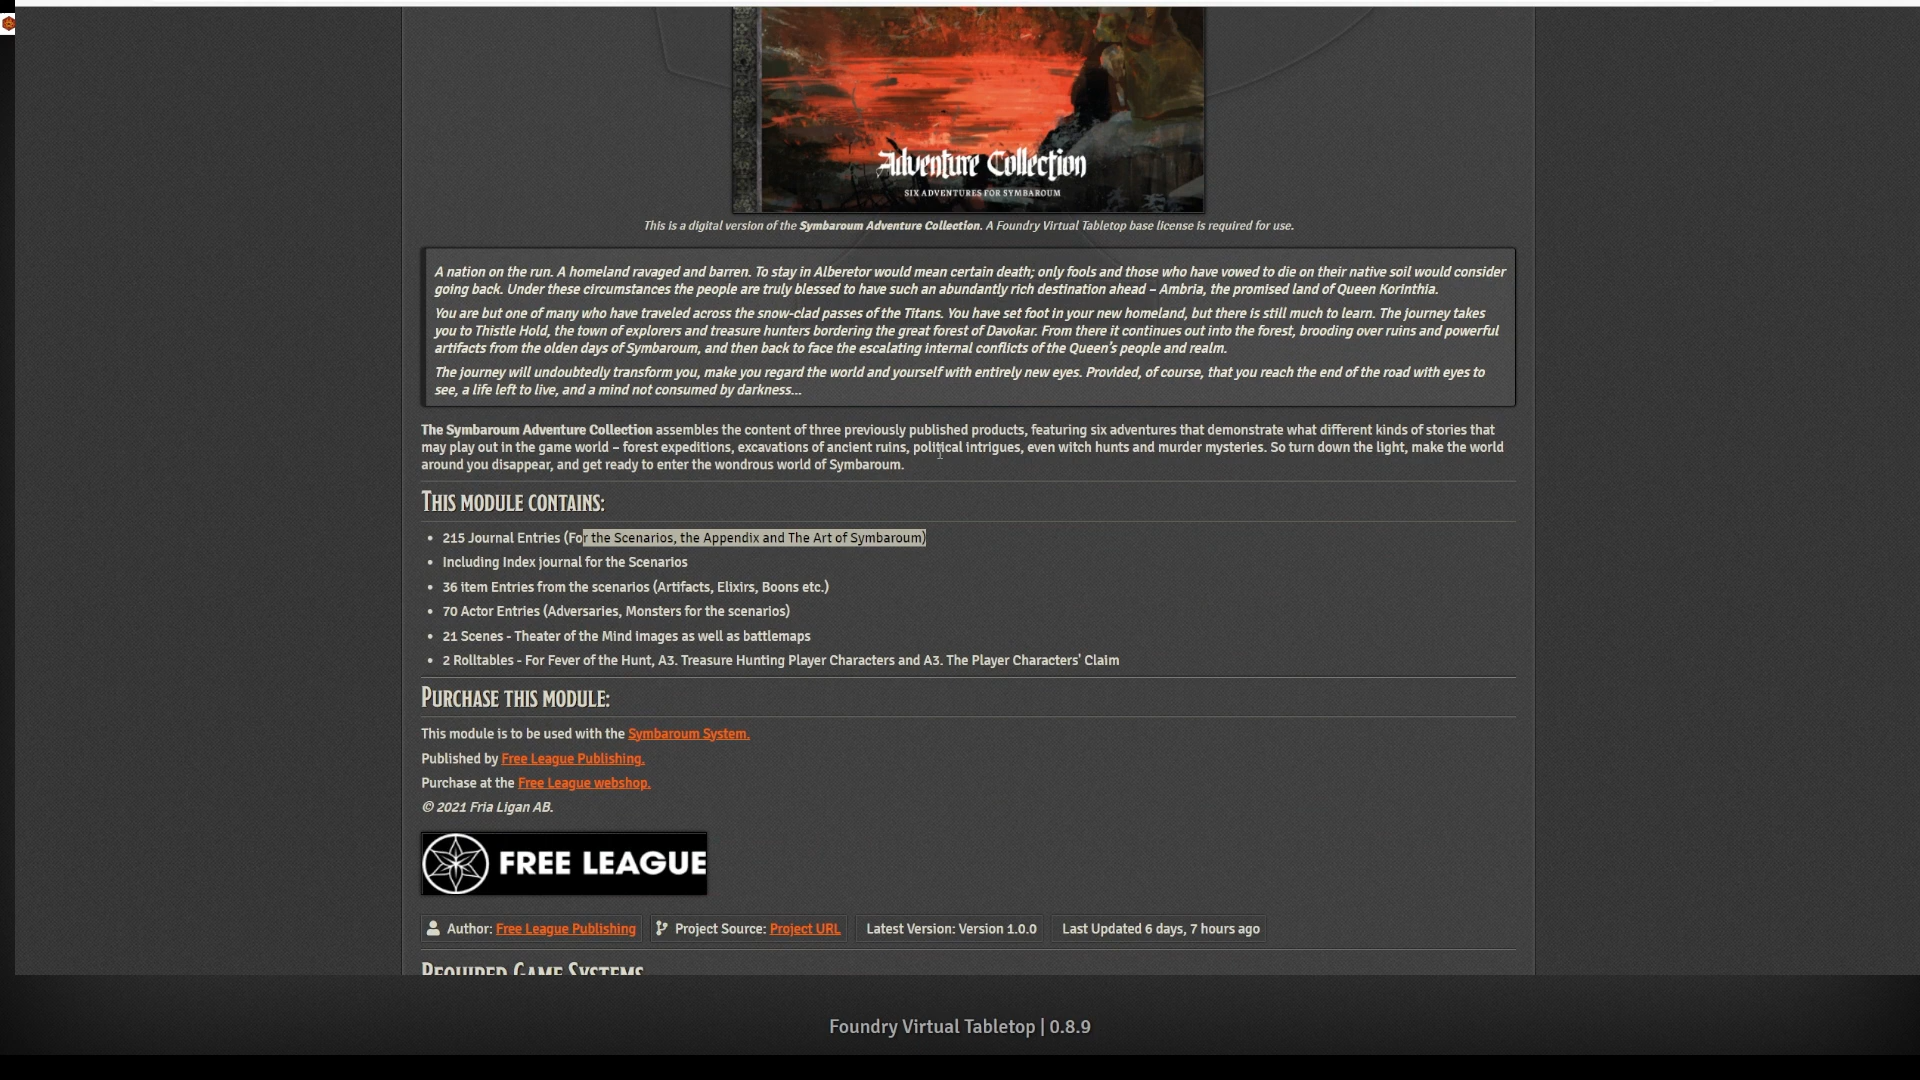 Adventure Collection
SIX ADVENTURES FOR SYMBAROUM
This is a digital version of the Symbaroum Adventure Collection. A Foundry Virtual Tabletop base license is required for use.
A nation on the run. A homeland ravaged and barren. To stay in Alberetor would mean certain death; only fools and those who have vowed to die on their native soil would consider
going back. Under these circumstances the people are truly blessed to have such an abundantly rich destination ahead – Ambria, the promised land of Queen Korinthia.
You are but one of many who have traveled across the snow-clad passes of the Titans. You have set foot in your new homeland, but there is still much to learn. The journey takes
you to Thistle Hold, the town of explorers and treasure hunters bordering the great forest of Davokar. From there it continues out into the forest, brooding over ruins and powerful
artifacts from the olden days of Symbaroum, and then back to face the escalating internal conflicts of the Queen's people and realm.
The journey will undoubtedly transform you, make you regard the world and yourself with entirely new eyes. Provided, of course, that you reach the end of the road with eyes to
see, a life left to live, and a mind not consumed by darkness...
The Symbaroum Adventure Collection assembles the content of three previously published products, featuring six adventures that demonstrate what different kinds of stories that
may play out in the game world – forest expeditions, excavations of ancient ruins, political intrigues, even witch hunts and murder mysteries. So turn down the light, make the world
around you disappear, and get ready to enter the wondrous world of Symbaroum.
This module contains:
• 215 Journal Entries (For the Scenarios, the Appendix and The Art of Symbaroum)
• Including Index journal for the Scenarios
• 36 item Entries from the scenarios (Artifacts, Elixirs, Boons etc.)
• 70 Actor Entries (Adversaries, Monsters for the scenarios)
• 21 Scenes - Theater of the Mind images as well as battlemaps
• 2 Rolltables - For Fever of the Hunt, A3. Treasure Hunting Player Characters and A3. The Player Characters' Claim
Purchase this module:
This module is to be used with the Symbaroum System.
Published by Free League Publishing.
Purchase at the Free League webshop.
© 2021 Fria Ligan AB.
FREE LEAGUE
Author: Free League Publishing Project Source: Project URL Latest Version: Version 1.0.0 Last Updated 6 days, 7 hours ago
Required Game Systems
Foundry Virtual Tabletop | 0.8.9